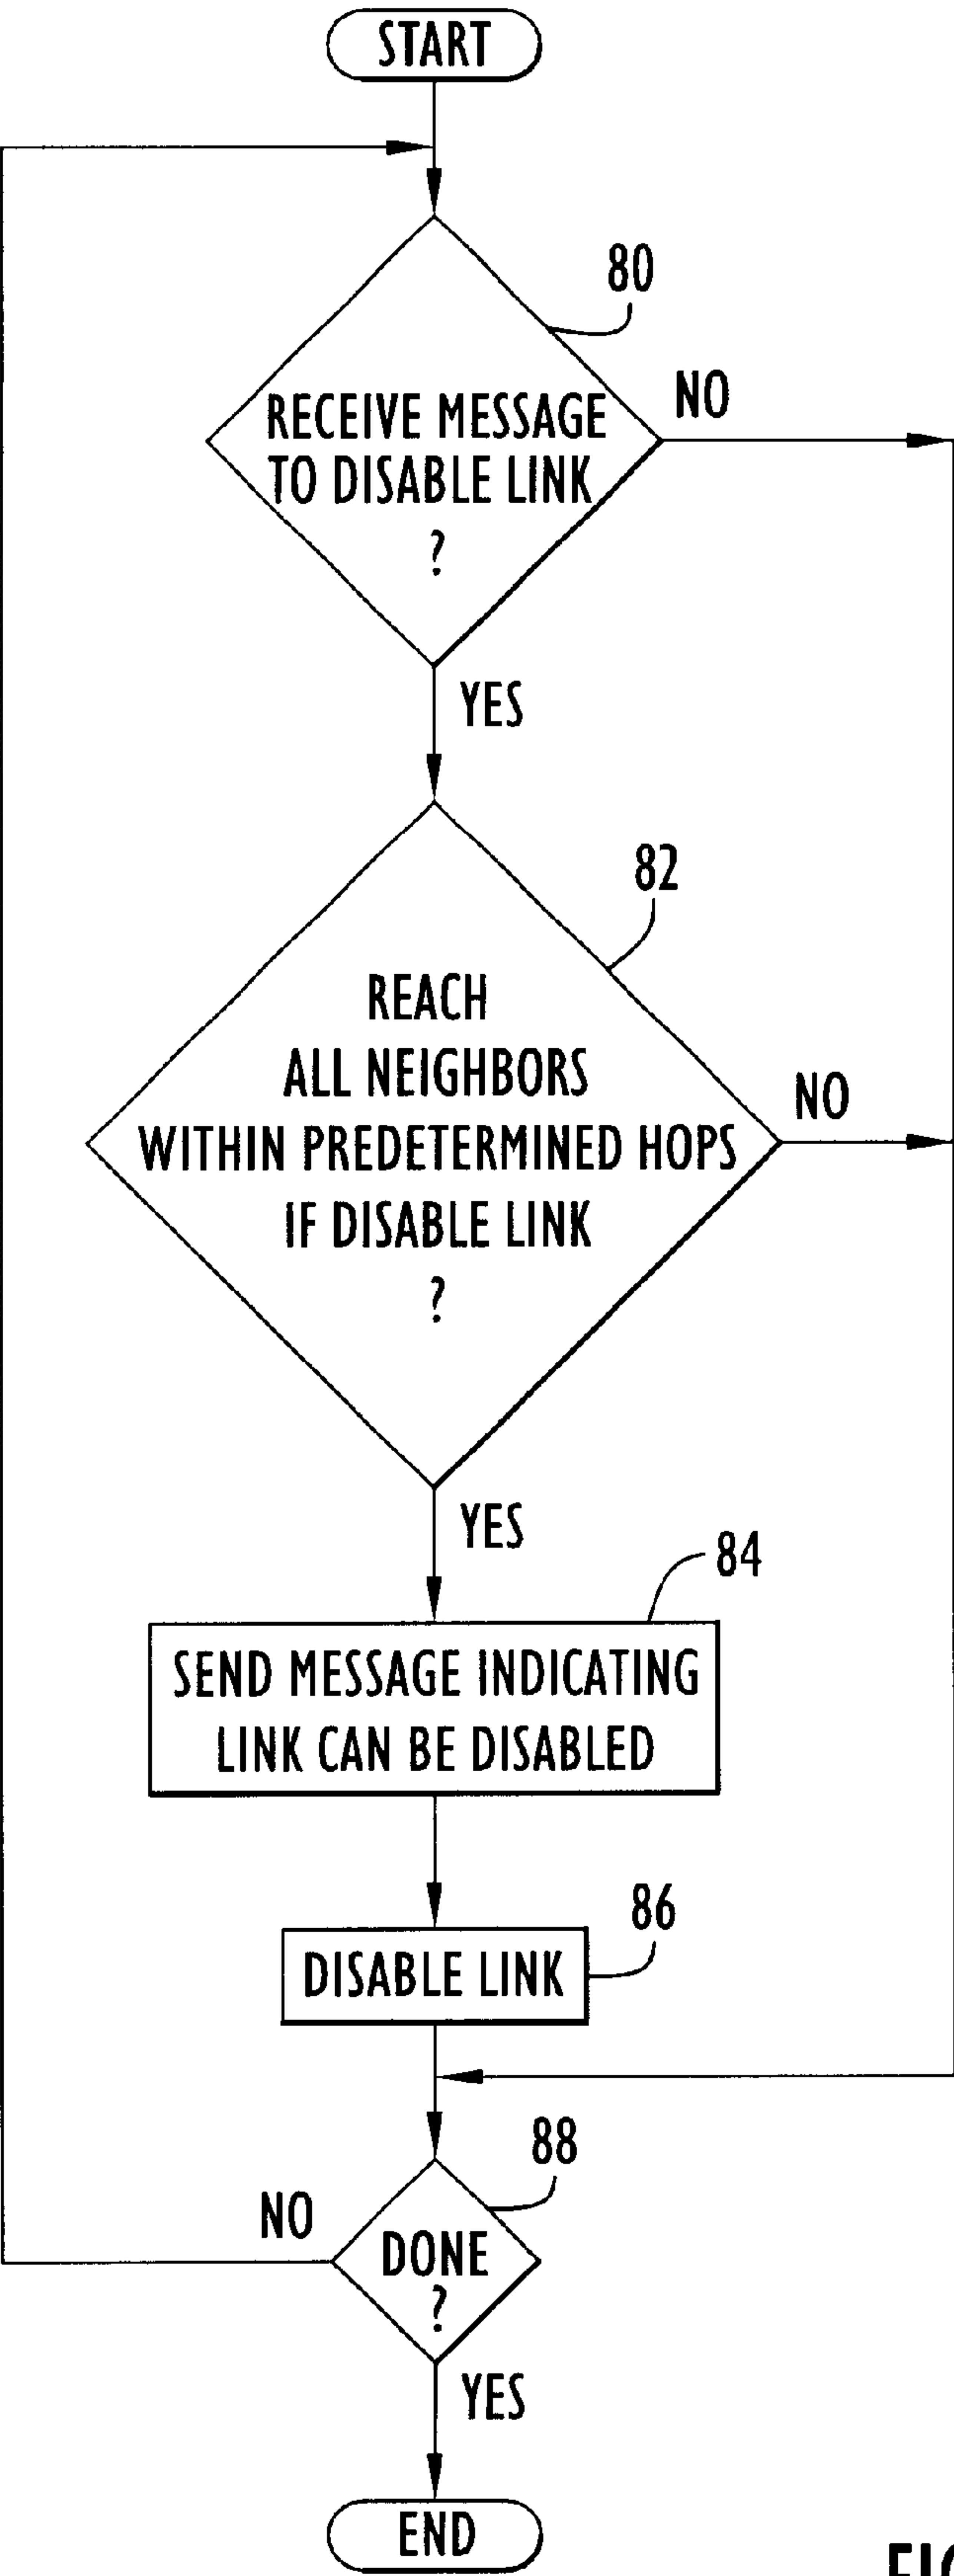 START
80
RECEIVE MESSAGE
TO DISABLE LINK
?
NO
YES
82
REACH
ALL NEIGHBORS
WITHIN PREDETERMINED HOPS
IF DISABLE LINK
?
NO
YES
84
SEND MESSAGE INDICATING
LINK CAN BE DISABLED
86
DISABLE LINK
88
NO
DONE
?
YES
END